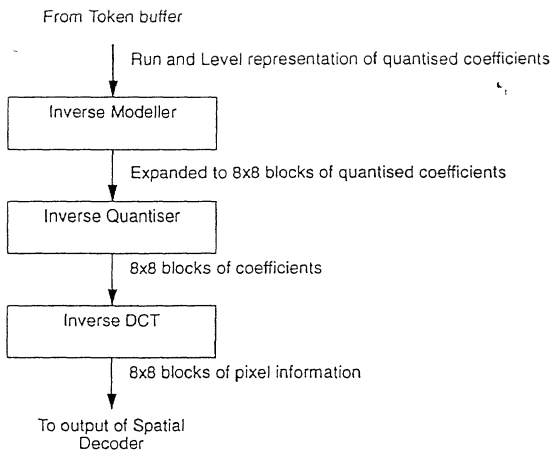 From Token buffer
Run and Level representation of quantised coefficients
Inverse Modeller
Expanded to 8x8 blocks of quantised coefficients
Inverse Quantiser
8x8 blocks of coefficients
Inverse DCT
8x8 blocks of pixel information
To output of Spatial
Decoder